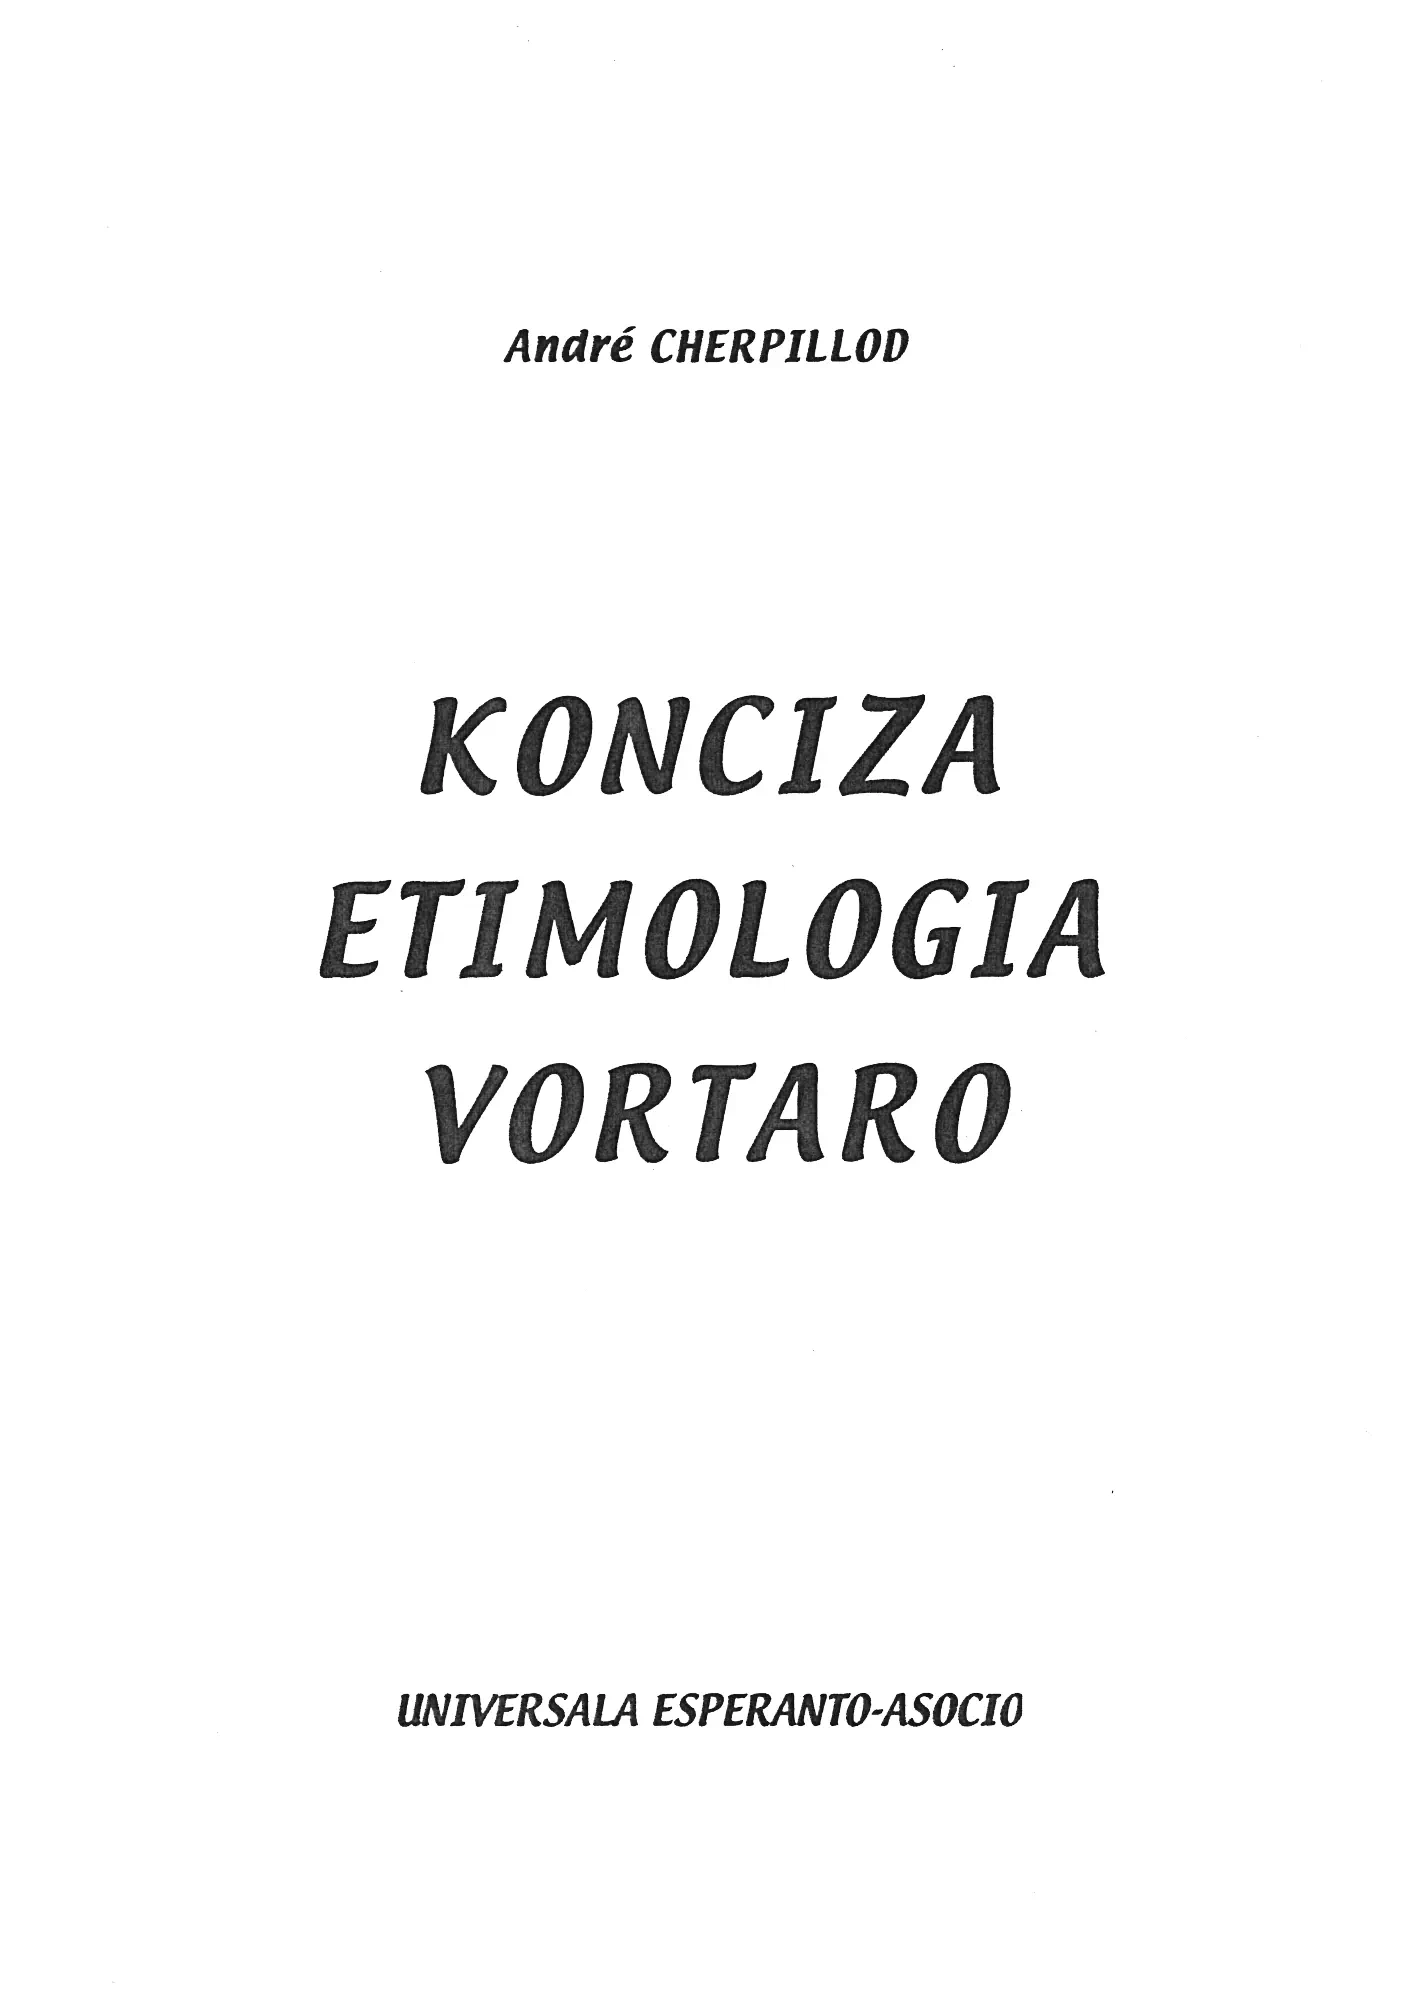 André CHERPILLOD
KONCIZA
ETIMOLOGIA
VORTARO
UNIVERSALA ESPERANTO-ASOCIO